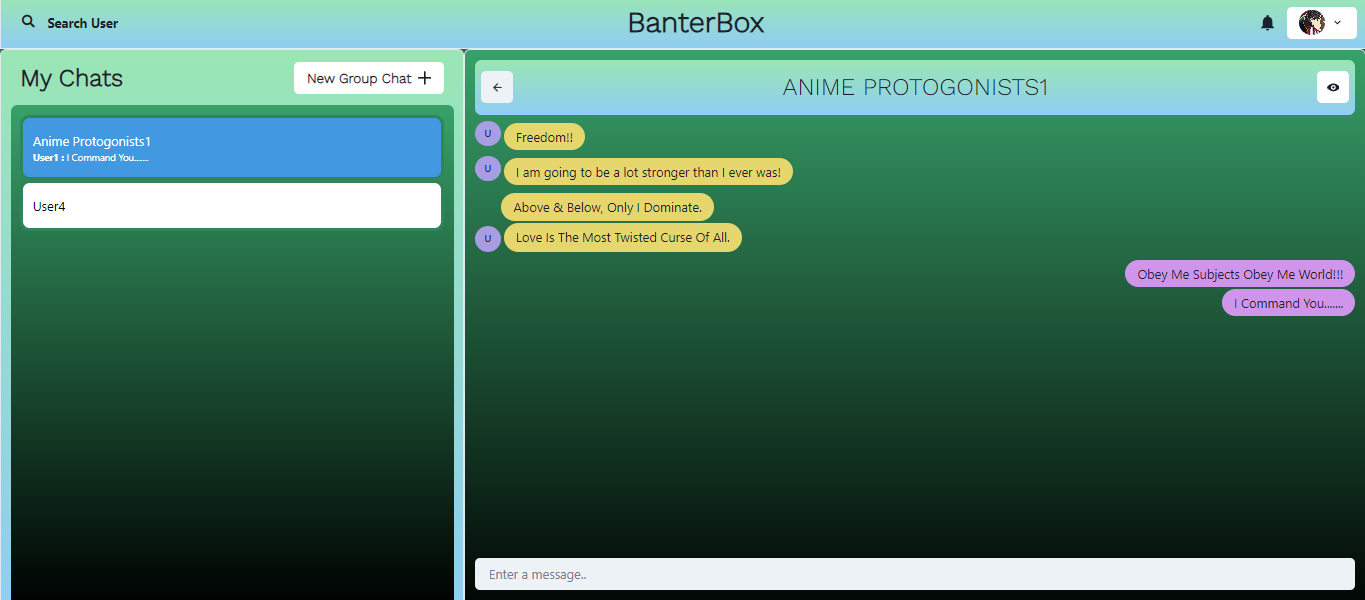 Search User
BanterBox
My Chats
New Group Chat +
Anime Protogonists1
User1 : I Command You.......
User4
ANIME PROTOGONISTS1
U
Freedom!!
U
I am going to be a lot stronger than I ever was!
Above & Below, Only I Dominate.
U
Love Is The Most Twisted Curse Of All.
Obey Me Subjects Obey Me World!!!
I Command You.......
Enter a message..